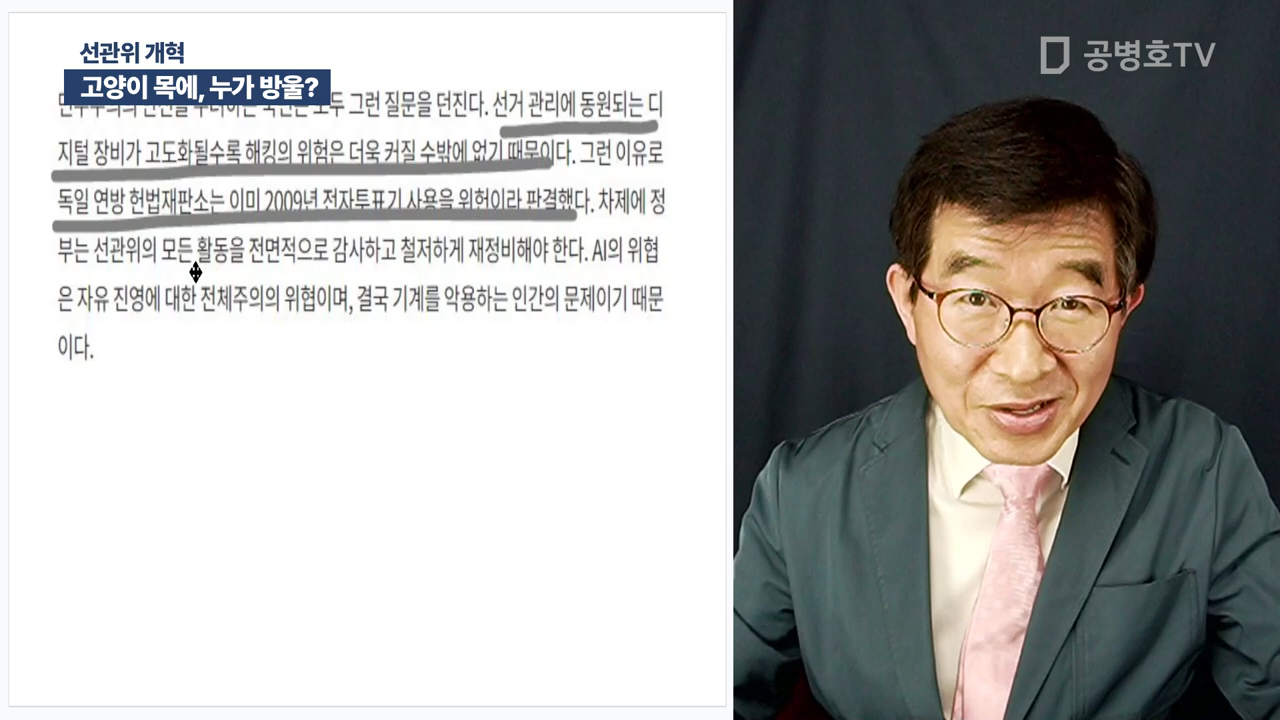 선관위 개혁
고양이 목에, 누가 방울?
공병호TV
모두 그런 질문을 던진다. 선거 관리에 동원되는 디
지털 장비가 고도화될수록 해킹의 위험은 더욱 커질 수밖에 없기 때문이다. 그런 이유로
독일 연방 헌법재판소는 이미 2009년 전자투표기 사용을 위헌이라 판결했다. 차제에 정
부는 선관위의 모든 활동을 전면적으로 감사하고 철저하게 재정비해야 한다. AI의 위협
은 자유 진영에 대한 전체주의의 위협이며, 결국 기계를 악용하는 인간의 문제이기 때문
이다.